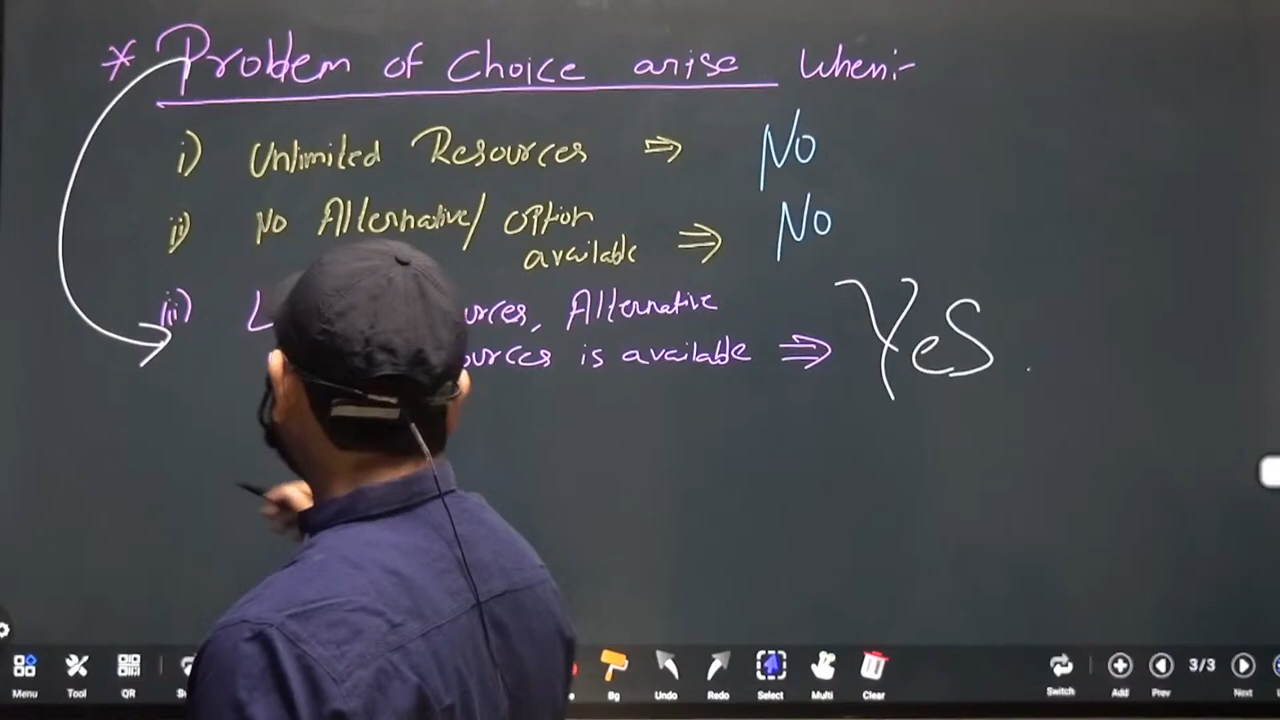 * Problem of Choice arise When:-
i) Unlimited Resources ⇒ No
ii) No Alternative/ option
available ⇒ No
iii) L urces, Alternative
ources is available ⇒ Yes.
Menu Tool QR Bg Undo Redo Select Multi Clear Switch Add Prev 3/3 Next